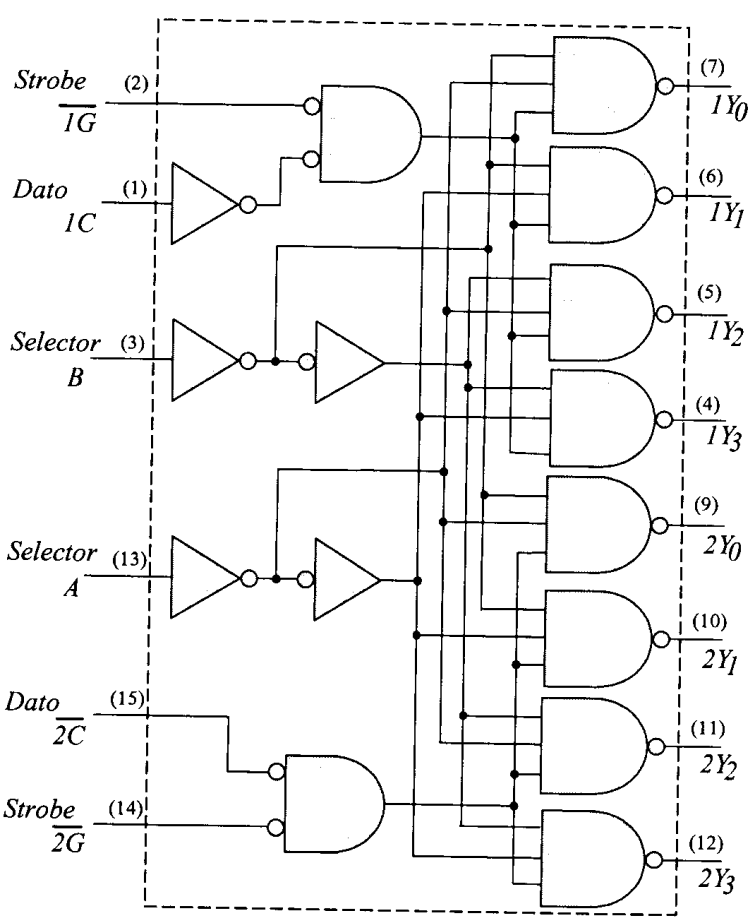 Strobe (2)
1G
Dato (1)
1C
Selector (3)
B
Selector (13)
A
Dato (15)
2C
Strobe (14)
2G
(7)
1Y0
(6)
1Y1
(5)
1Y2
(4)
1Y3
(9)
2Y0
(10)
2Y1
(11)
2Y2
(12)
2Y3